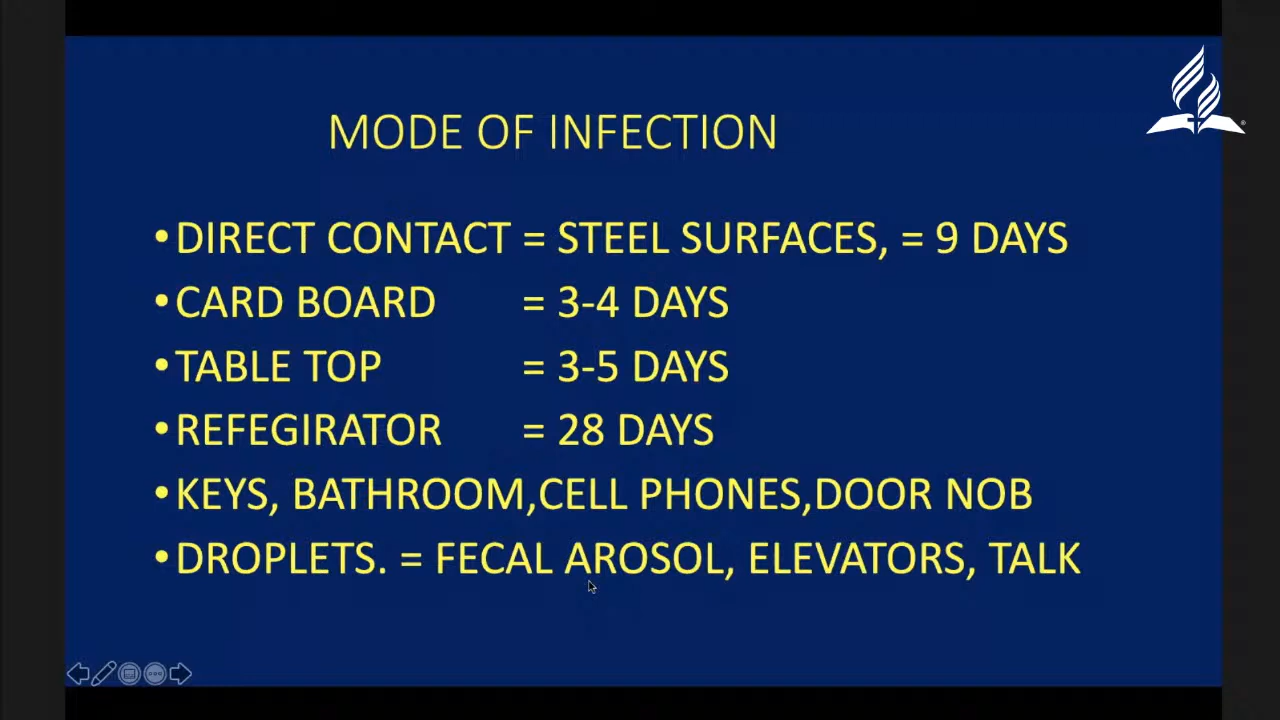 MODE OF INFECTION
•DIRECT CONTACT = STEEL SURFACES, = 9 DAYS
•CARD BOARD = 3-4 DAYS
•TABLE TOP = 3-5 DAYS
•REFEGIRATOR = 28 DAYS
•KEYS, BATHROOM,CELL PHONES,DOOR NOB
•DROPLETS. = FECAL AROSOL, ELEVATORS, TALK